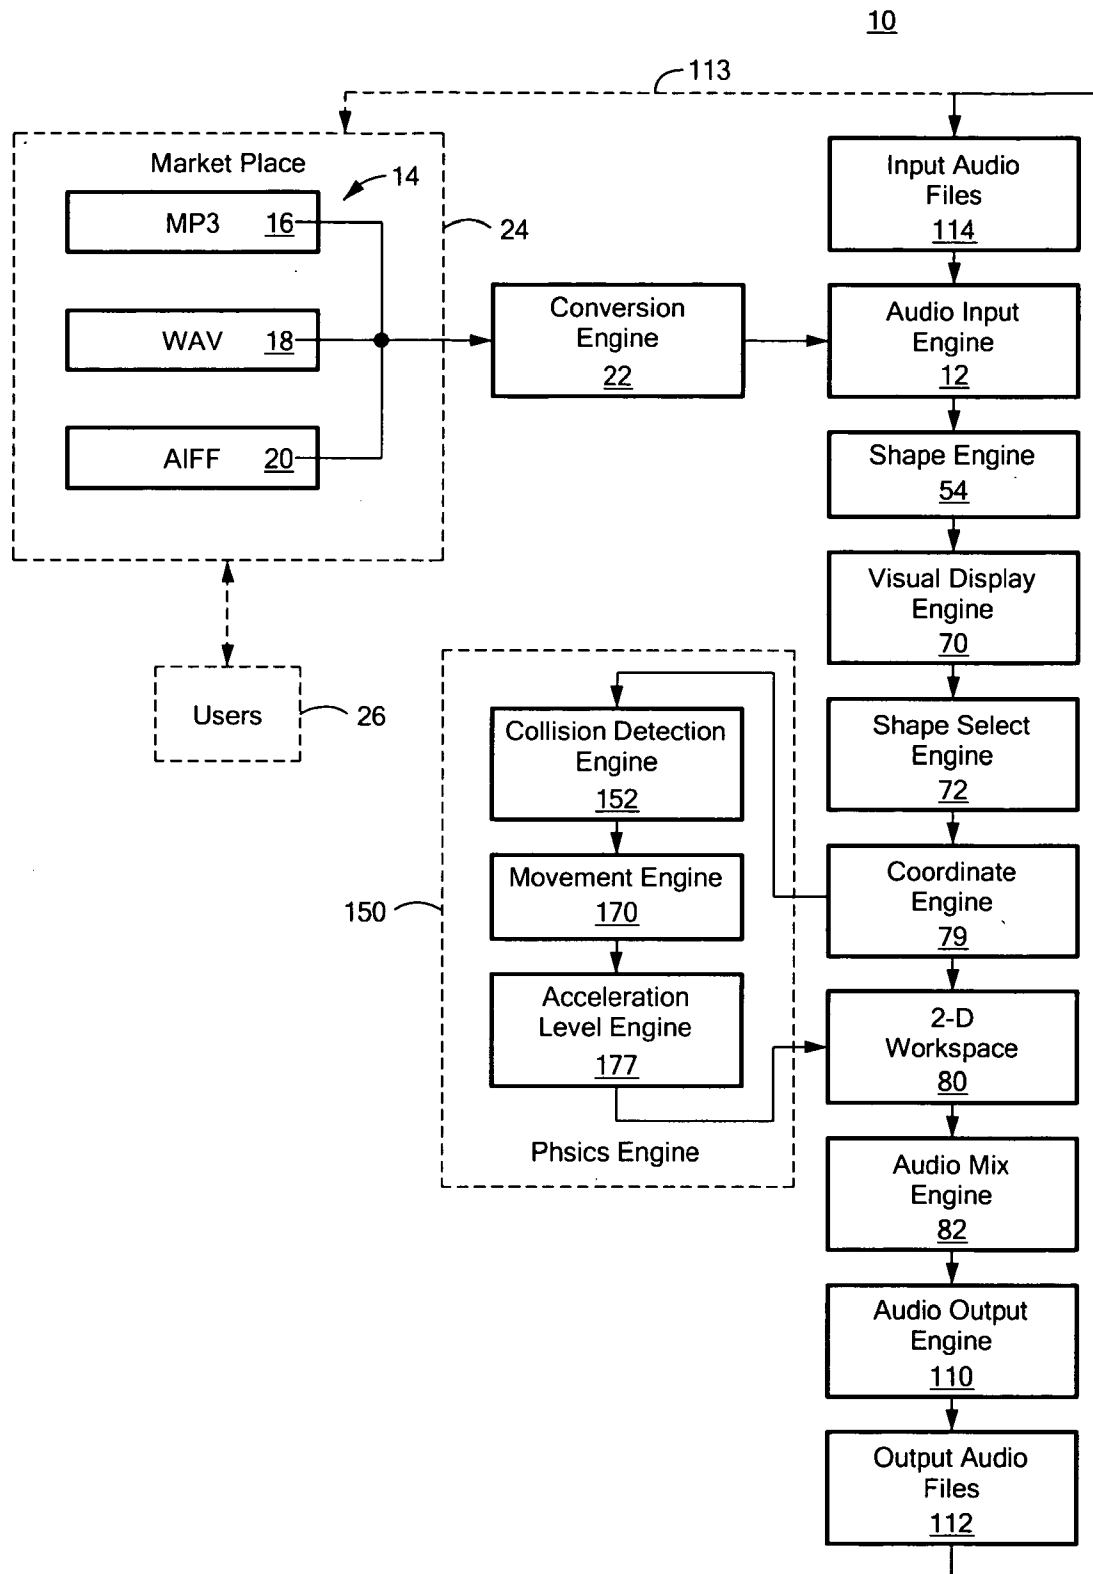 10
113
Market Place
14
MP3 16
24
WAV 18
AIFF 20
Users
26
Conversion
Engine
22
Input Audio
Files
114
Audio Input
Engine
12
Shape Engine
54
Visual Display
Engine
70
Shape Select
Engine
72
Coordinate
Engine
79
150
Collision Detection
Engine
152
Movement Engine
170
Acceleration
Level Engine
177
Phsics Engine
2-D
Workspace
80
Audio Mix
Engine
82
Audio Output
Engine
110
Output Audio
Files
112